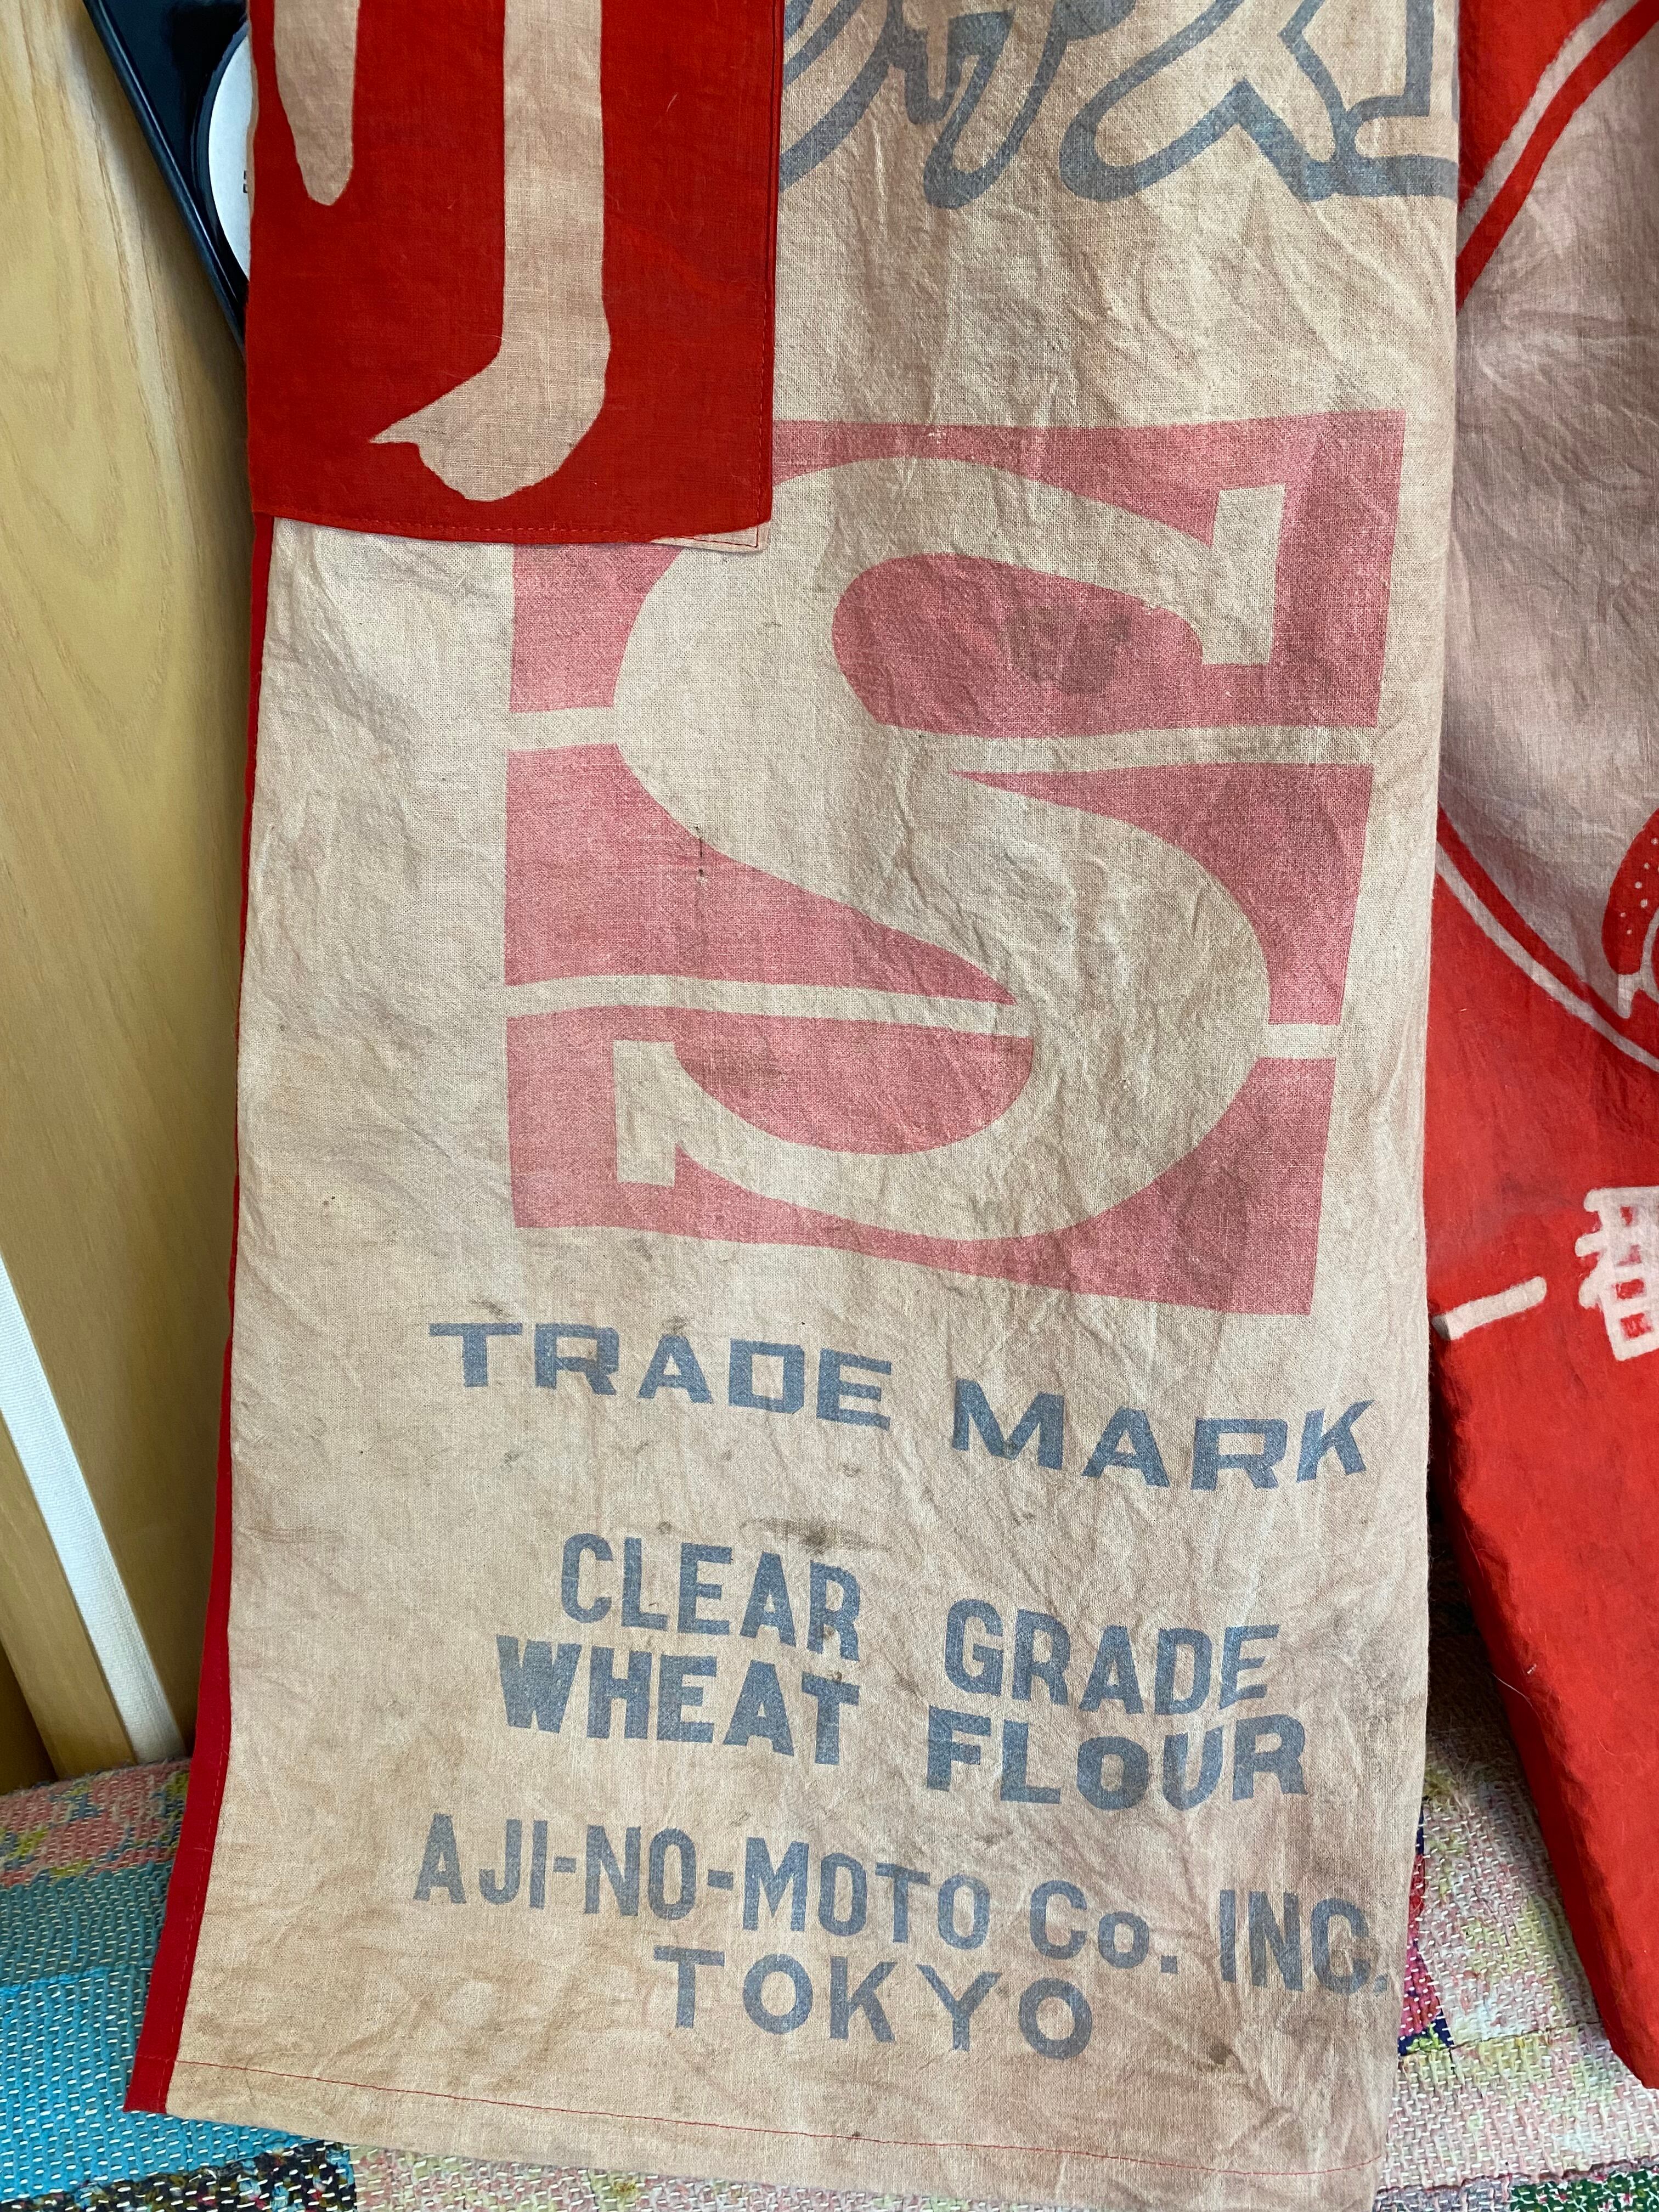 S
TRADE MARK
CLEAR GRADE
WHEAT FLOUR
AJI-NO-MOTO Co. INC.
TOKYO
一番